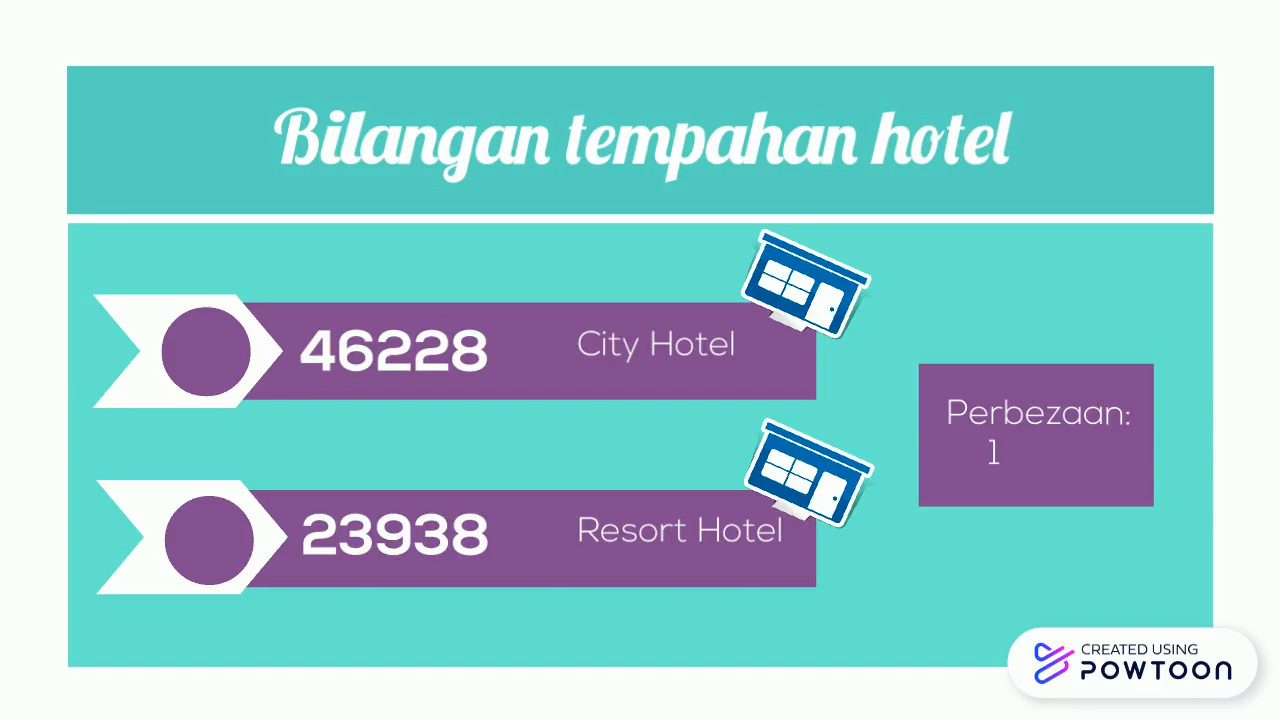 Bilangan tempahan hotel
46228 City Hotel
23938 Resort Hotel
Perbezaan:
1
CREATED USING
POWTOON